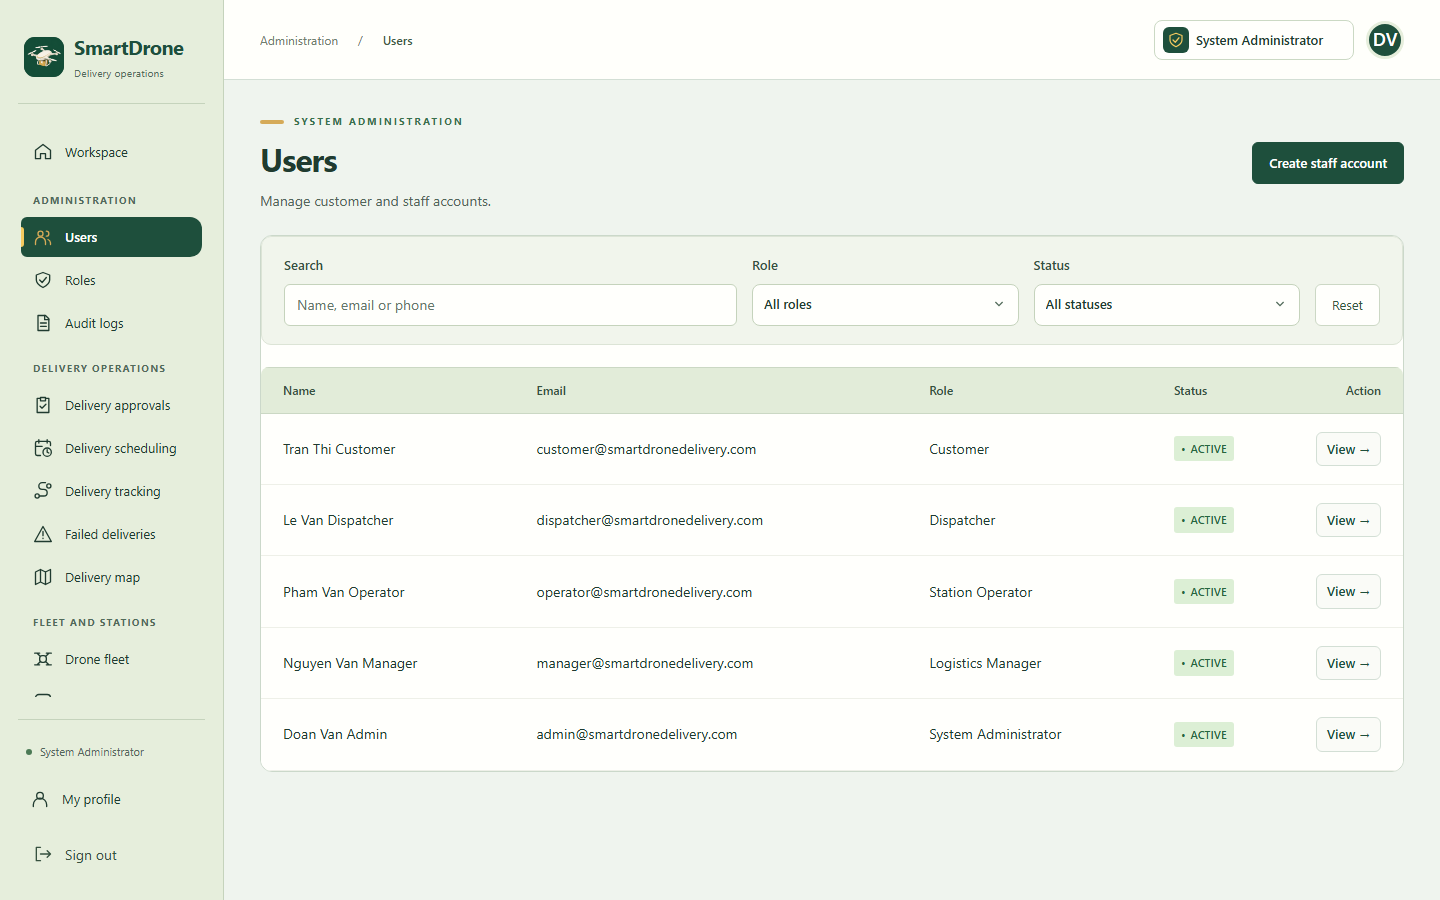 SmartDrone
Delivery operations
Workspace
ADMINISTRATION
Users
Roles
Audit logs
DELIVERY OPERATIONS
Delivery approvals
Delivery scheduling
Delivery tracking
Failed deliveries
Delivery map
FLEET AND STATIONS
Drone fleet
System Administrator
My profile
Sign out
Administration / Users
System Administrator
DV
SYSTEM ADMINISTRATION
Users
Manage customer and staff accounts.
Create staff account
Search Role Status
Name, email or phone All roles All statuses Reset
Name Email Role Status Action
Tran Thi Customer customer@smartdronedelivery.com Customer • ACTIVE View →
Le Van Dispatcher dispatcher@smartdronedelivery.com Dispatcher • ACTIVE View →
Pham Van Operator operator@smartdronedelivery.com Station Operator • ACTIVE View →
Nguyen Van Manager manager@smartdronedelivery.com Logistics Manager • ACTIVE View →
Doan Van Admin admin@smartdronedelivery.com System Administrator • ACTIVE View →